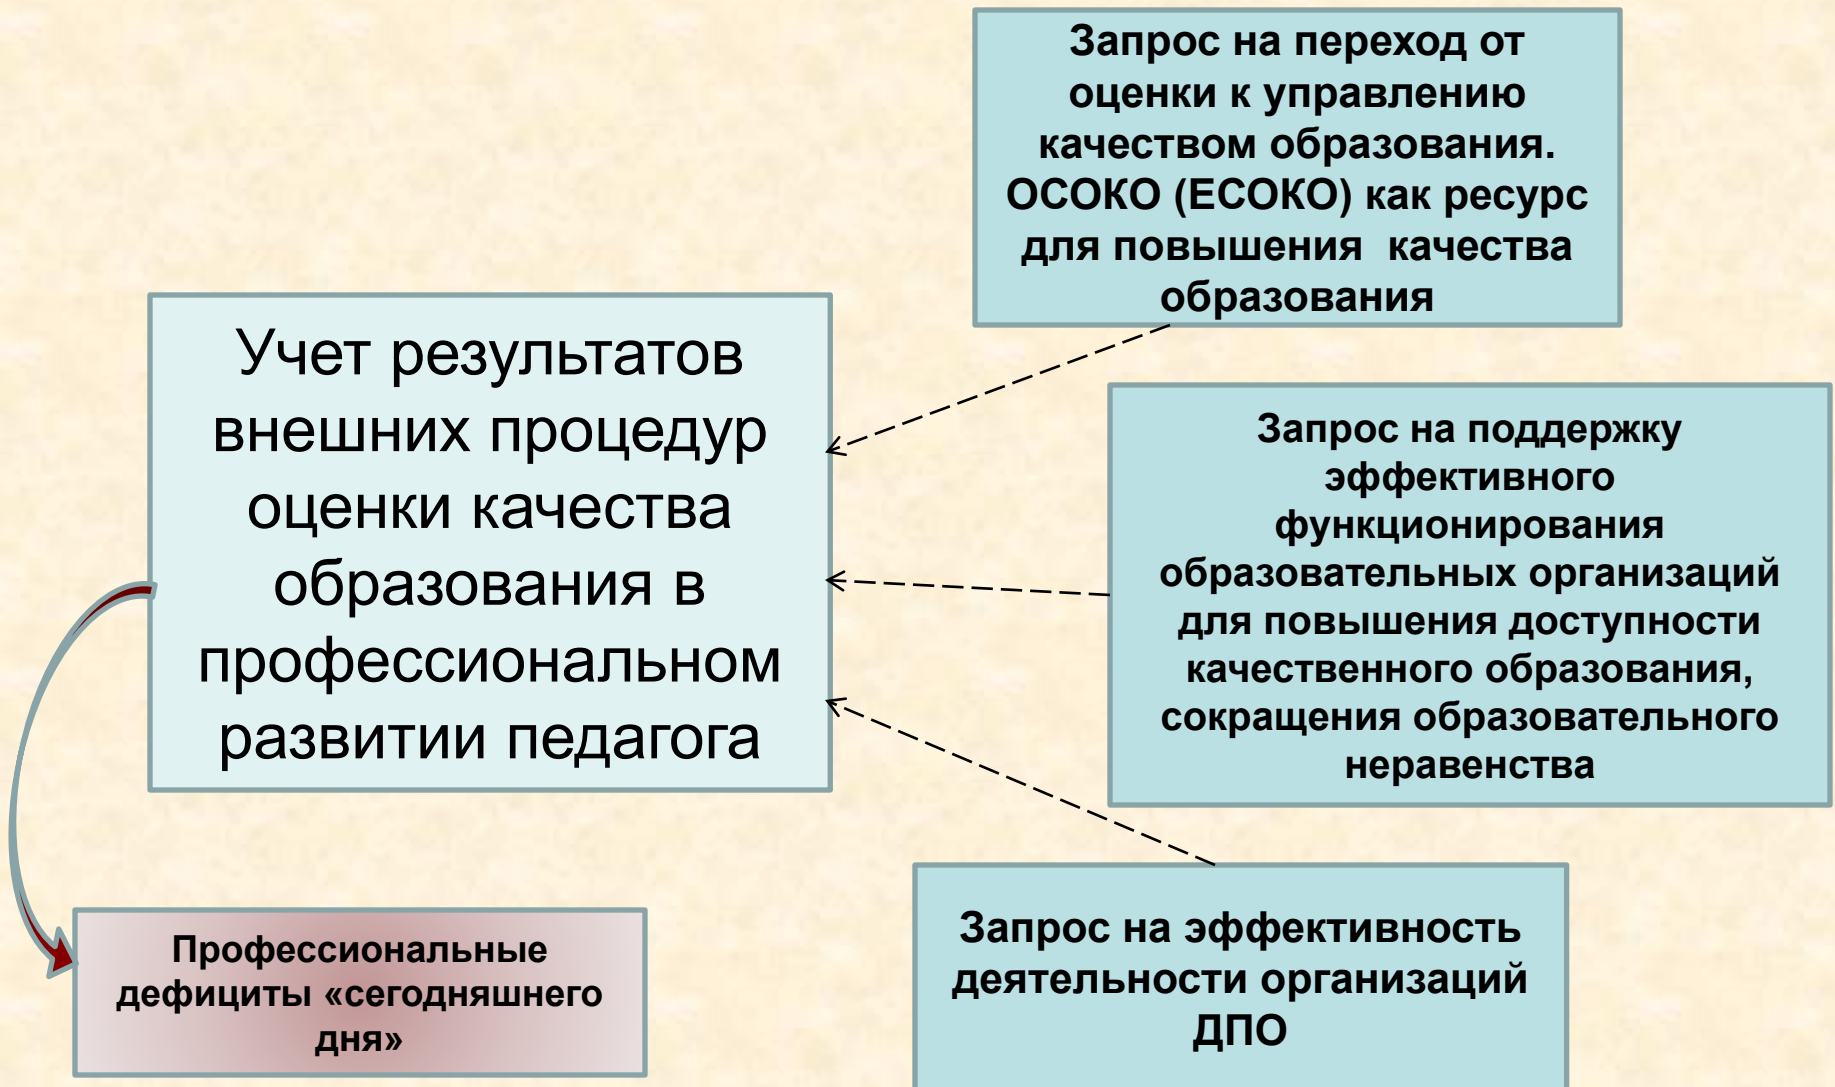 Запрос на переход от
оценки к управлению
качеством образования.
ОСОКО (ЕСОКО) как ресурс
для повышения качества
образования
Учет результатов
внешних процедур
оценки качества
образования в
профессиональном
развитии педагога
Запрос на поддержку
эффективного
функционирования
образовательных организаций
для повышения доступности
качественного образования,
сокращения образовательного
неравенства
Профессиональные
дефициты «сегодняшнего
дня»
Запрос на эффективность
деятельности организаций
ДПО